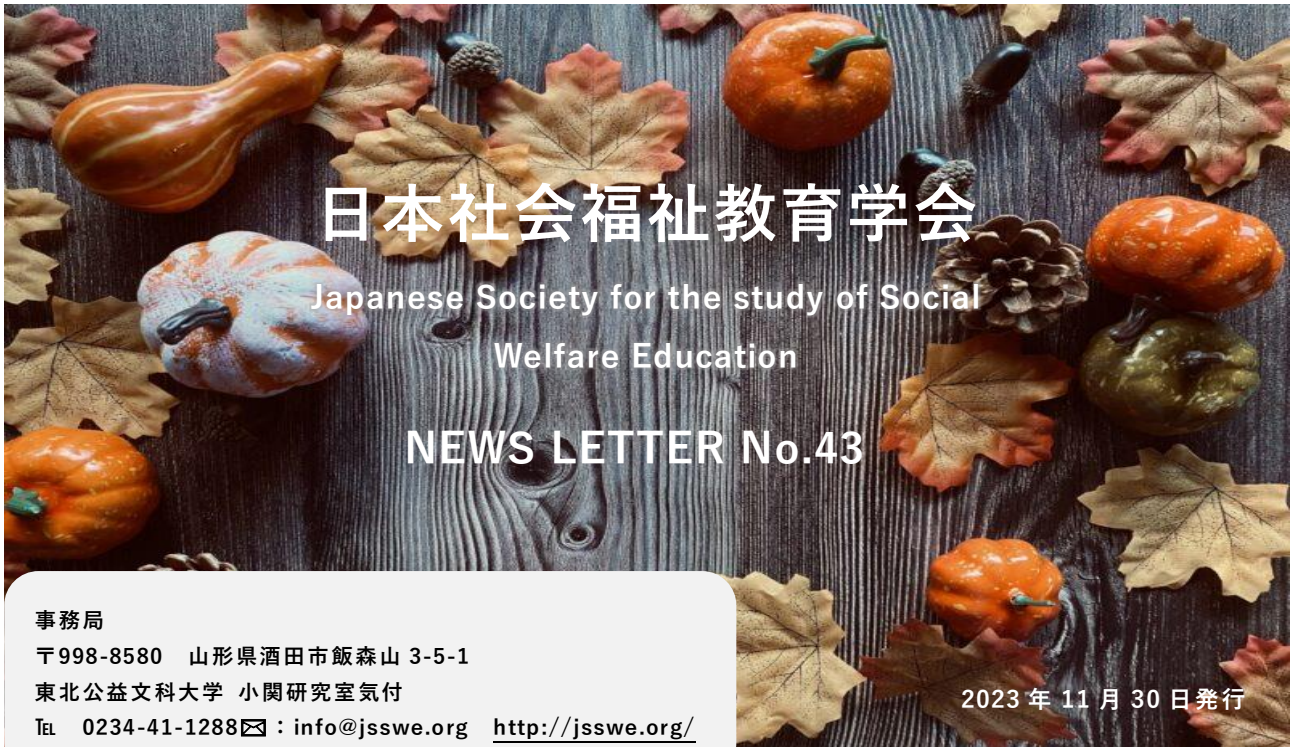 日本社会福祉教育学会
Japanese Society for the study of Social
Welfare Education
NEWS LETTER No.43
事務局
〒998-8580　山形県酒田市飯森山 3-5-1
東北公益文科大学 小関研究室気付
℡　0234-41-1288✉：info@jsswe.org　http://jsswe.org/
2023 年 11 月 30 日発行